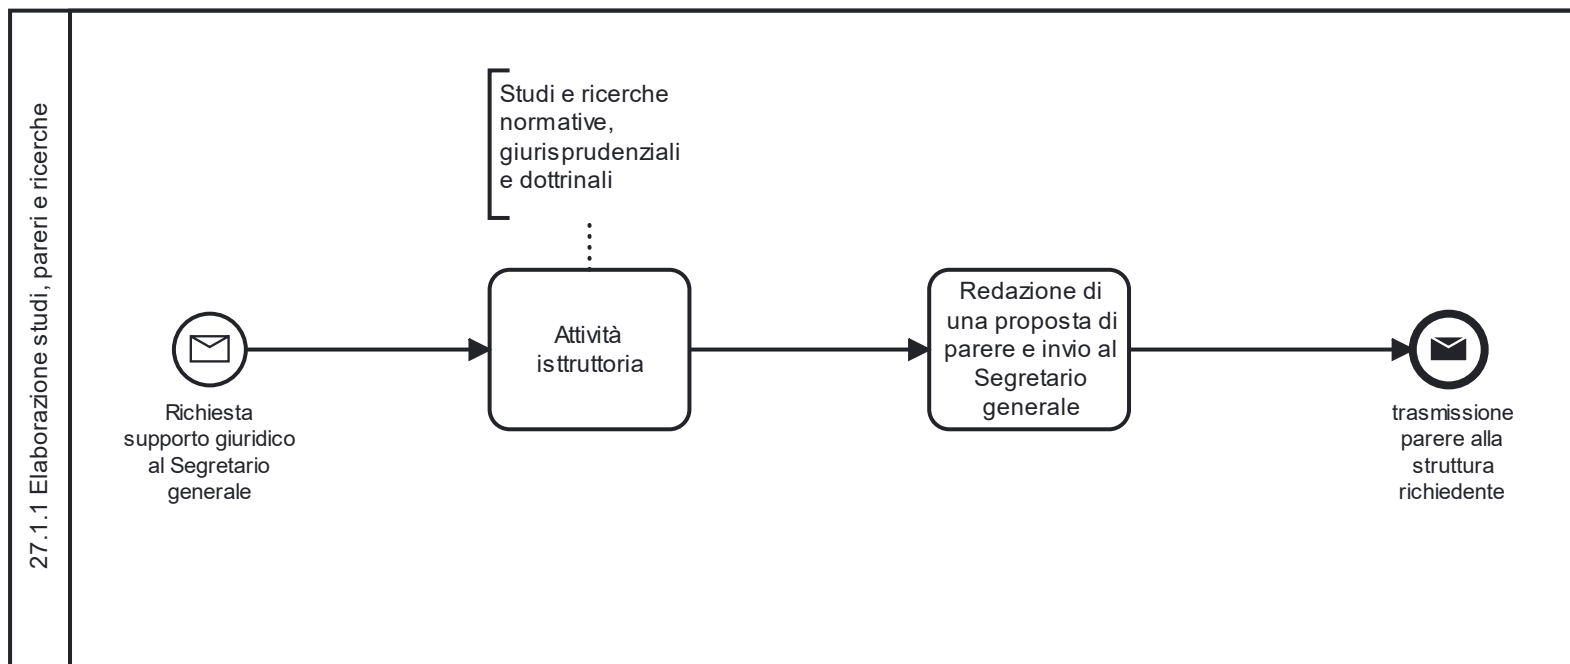 27.1.1 Elaborazione studi, pareri e ricerche
Studi e ricerche
normative,
giurisprudenziali
e dottrinali
Richiesta
supporto giuridico
al Segretario
generale
Attività
isttruttoria
Redazione di
una proposta di
parere e invio al
Segretario
generale
trasmissione
parere alla
struttura
richiedente